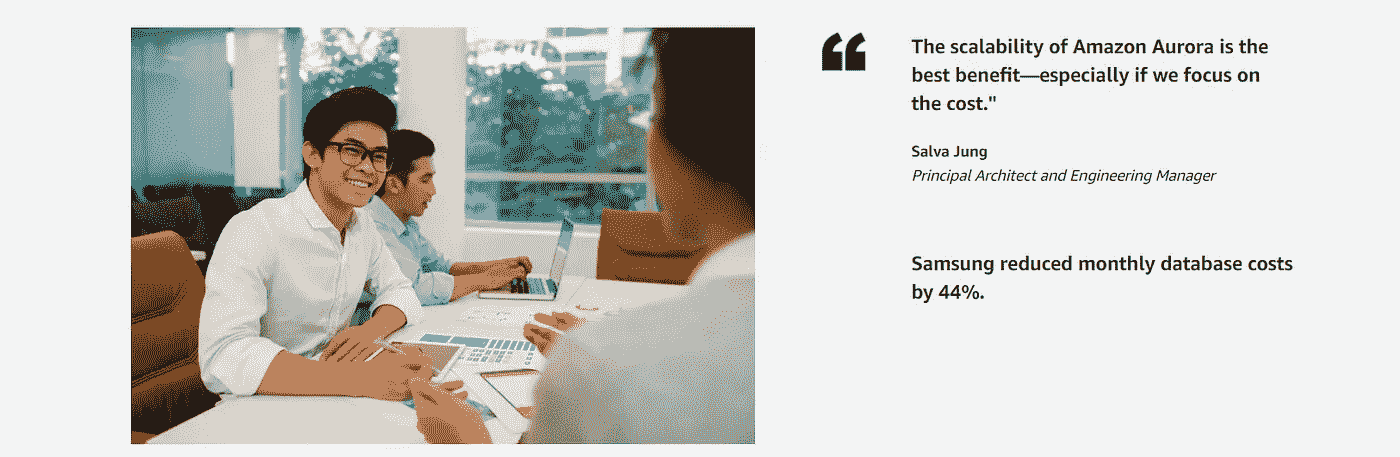 The scalability of Amazon Aurora is the
best benefit—especially if we focus on
the cost."
Salva Jung
Principal Architect and Engineering Manager
Samsung reduced monthly database costs
by 44%.